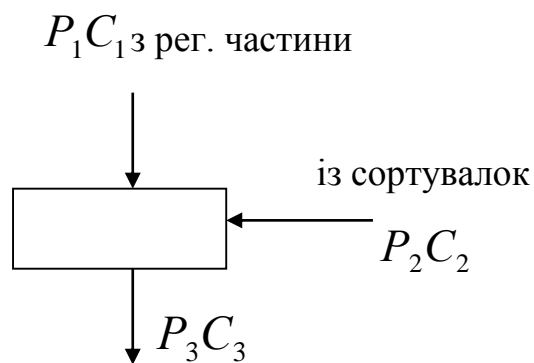 P₁C₁ з рег. частини
із сортувалок
P₂C₂
P₃C₃